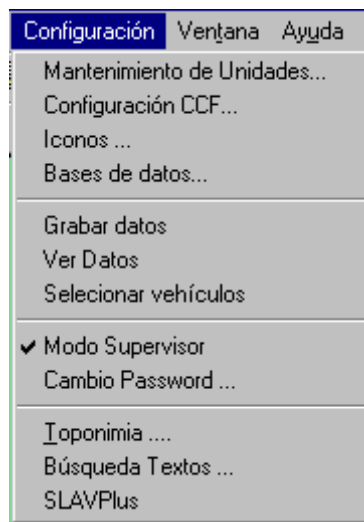 Configuración Ventana Ayuda
Mantenimiento de Unidades...
Configuración CCF...
Iconos ...
Bases de datos...
Grabar datos
Ver Datos
Selecionar vehículos
Modo Supervisor
Cambio Password ...
Toponimia ....
Búsqueda Textos ...
SLAVPlus